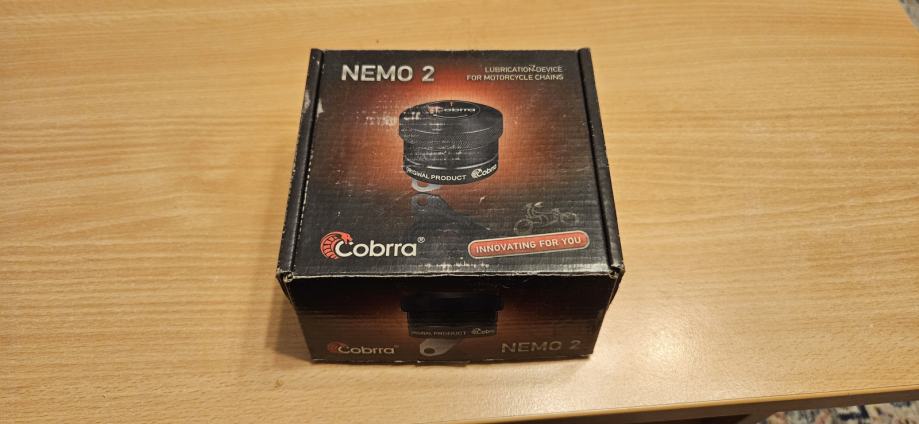 NEMO 2
LUBRICATION DEVICE
FOR MOTORCYCLE CHAINS
Cobrra
ORIGINAL PRODUCT Cobrra
Cobrra®
INNOVATING FOR YOU
ORIGINAL PRODUCT Cobrra
Cobrra®
NEMO 2